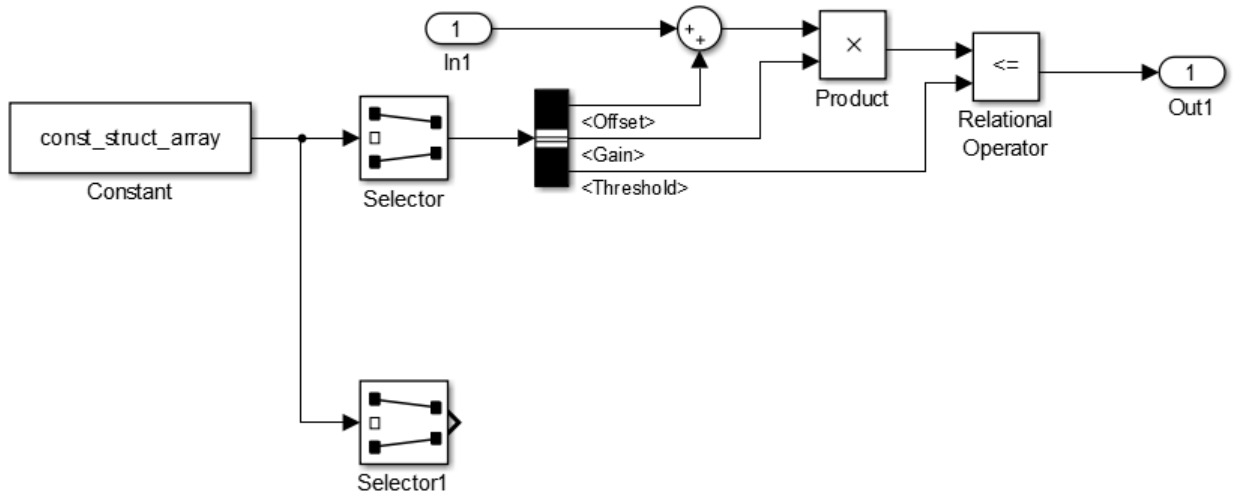 1
In1
+
+
×
Product
<=
Relational
Operator
1
Out1
const_struct_array
Constant
Selector
<Offset>
<Gain>
<Threshold>
Selector1